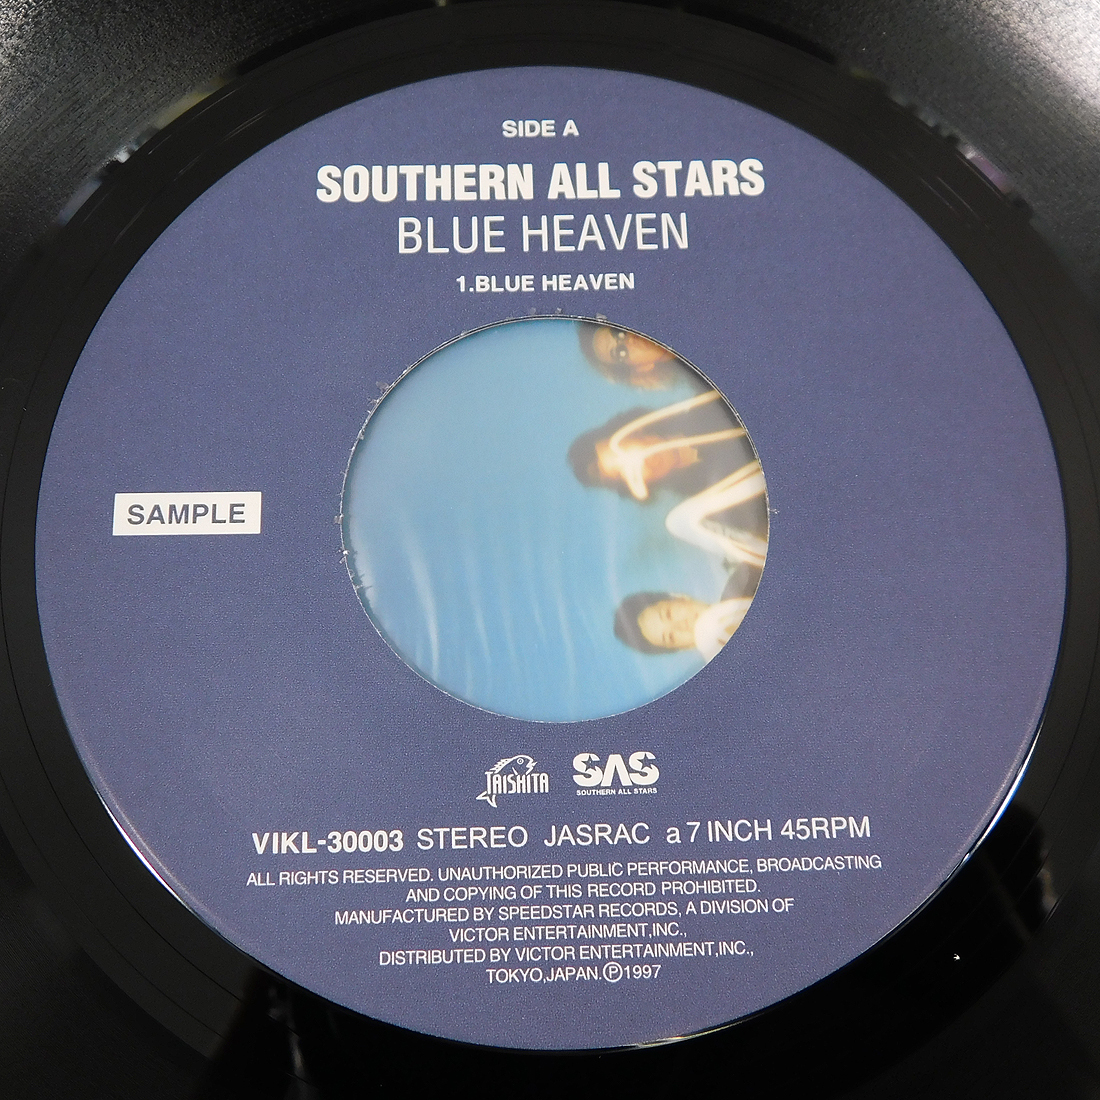 SIDE A
SOUTHERN ALL STARS
BLUE HEAVEN
1.BLUE HEAVEN
SAMPLE
TAISHITA
SAS
SOUTHERN ALL STARS
VIKL-30003 STEREO JASRAC a 7 INCH 45RPM
ALL RIGHTS RESERVED. UNAUTHORIZED PUBLIC PERFORMANCE, BROADCASTING
AND COPYING OF THIS RECORD PROHIBITED.
MANUFACTURED BY SPEEDSTAR RECORDS, A DIVISION OF
VICTOR ENTERTAINMENT,INC.,
DISTRIBUTED BY VICTOR ENTERTAINMENT,INC.,
TOKYO,JAPAN.Ⓟ1997